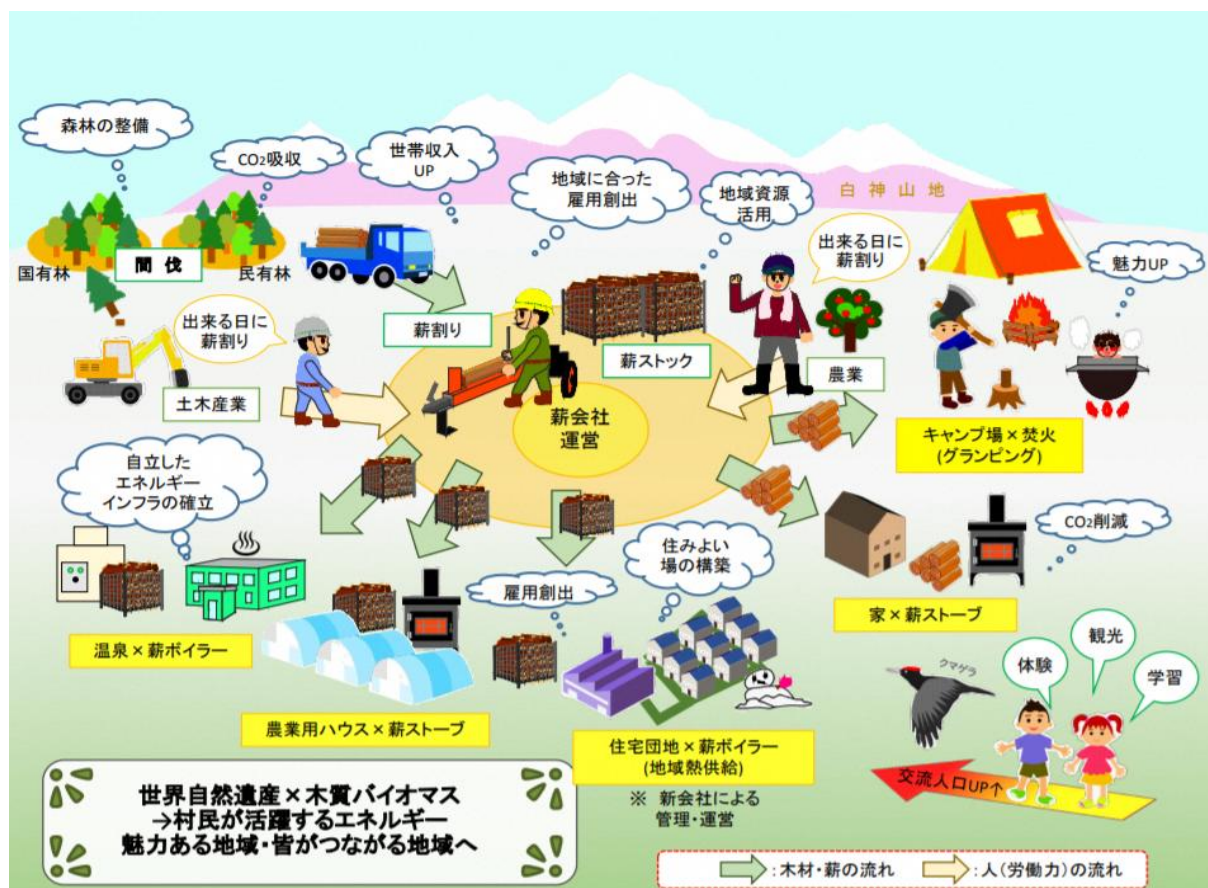 森林の整備
CO2吸収
世帯収入
UP
地域に合った
雇用創出
地域資源
活用
白神山地
出来る日に
薪割り
魅力UP
国有林
間伐
民有林
出来る日に
薪割り
薪割り
薪ストック
農業
土木産業
薪会社
運営
キャンプ場×焚火
(グランピング)
自立した
エネルギー
インフラの確立
住みよい
場の構築
CO2削減
雇用創出
温泉×薪ボイラー
家×薪ストーブ
クマゲラ
体験
観光
学習
農業用ハウス×薪ストーブ
住宅団地×薪ボイラー
(地域熱供給)
※ 新会社による
管理・運営
交流人口UP↑
世界自然遺産×木質バイオマス
→村民が活躍するエネルギー
魅力ある地域・皆がつながる地域へ
:木材・薪の流れ
:人(労働力)の流れ